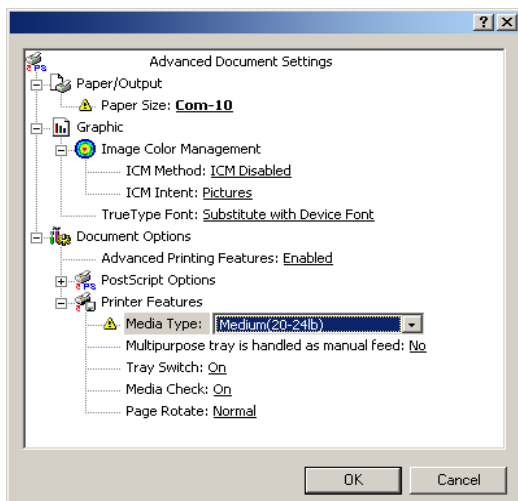 Advanced Document Settings
Paper/Output
Paper Size: Com-10
Graphic
Image Color Management
ICM Method: ICM Disabled
ICM Intent: Pictures
TrueType Font: Substitute with Device Font
Document Options
Advanced Printing Features: Enabled
PostScript Options
Printer Features
Media Type: Medium(20-24lb)
Multipurpose tray is handled as manual feed: No
Tray Switch: On
Media Check: On
Page Rotate: Normal
OK Cancel